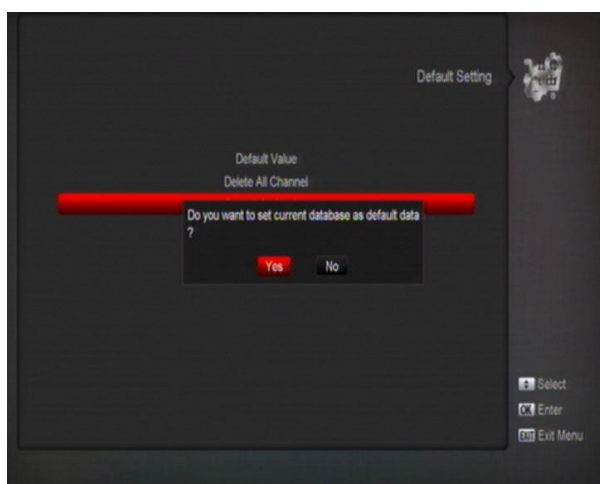 Default Setting
Default Value
Delete All Channel
Do you want to set current database as default data
?
Yes No
Select
OK Enter
EXIT Exit Menu